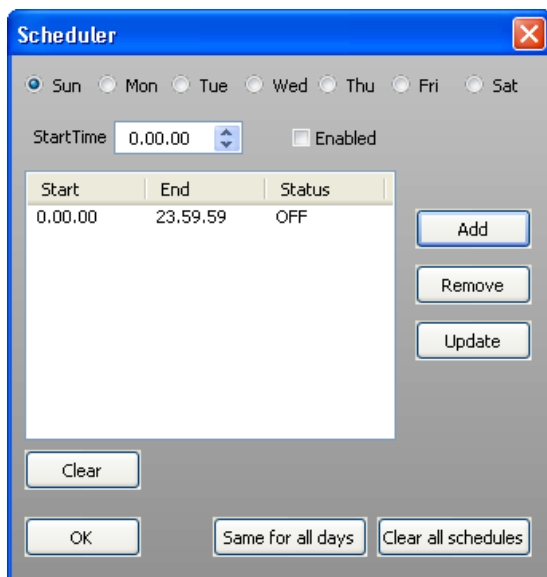 Scheduler
Sun Mon Tue Wed Thu Fri Sat
StartTime 0.00.00 Enabled
Start End Status
0.00.00 23.59.59 OFF
Add
Remove
Update
Clear
OK Same for all days Clear all schedules